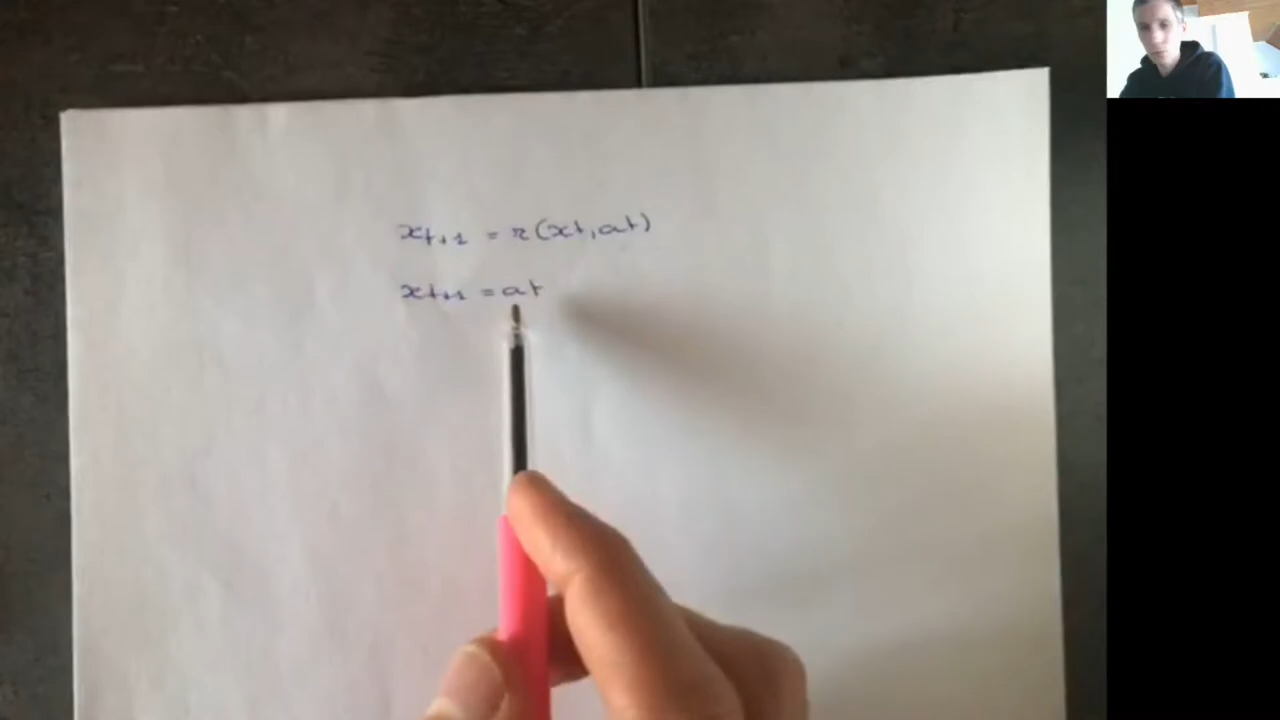 xt+1 = r(xt, at)
xt+1 = at